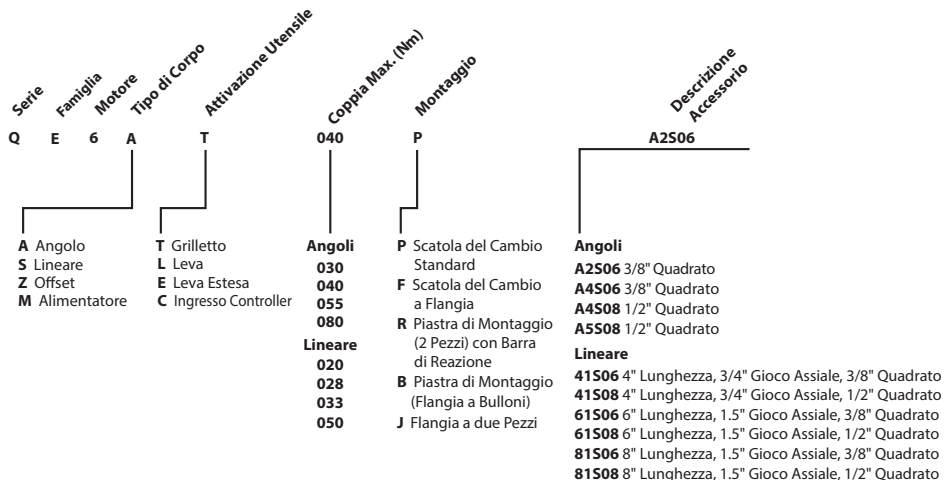 Serie
Famiglia
Motore
Tipo di Corpo
Attivazione Utensile
Coppia Max. (Nm)
Montaggio
Descrizione
Accessorio
Q E 6 A T 040 P A2S06
A Angolo
S Lineare
Z Offset
M Alimentatore
T Grilletto
L Leva
E Leva Estesa
C Ingresso Controller
Angoli
030
040
055
080
Lineare
020
028
033
050
P Scatola del Cambio
Standard
F Scatola del Cambio
a Flangia
R Piastra di Montaggio
(2 Pezzi) con Barra
di Reazione
B Piastra di Montaggio
(Flangia a Bulloni)
J Flangia a due Pezzi
Angoli
A2S06 3/8" Quadrato
A4S06 3/8" Quadrato
A4S08 1/2" Quadrato
A5S08 1/2" Quadrato
Lineare
41S06 4" Lunghezza, 3/4" Gioco Assiale, 3/8" Quadrato
41S08 4" Lunghezza, 3/4" Gioco Assiale, 1/2" Quadrato
61S06 6" Lunghezza, 1.5" Gioco Assiale, 3/8" Quadrato
61S08 6" Lunghezza, 1.5" Gioco Assiale, 1/2" Quadrato
81S06 8" Lunghezza, 1.5" Gioco Assiale, 3/8" Quadrato
81S08 8" Lunghezza, 1.5" Gioco Assiale, 1/2" Quadrato